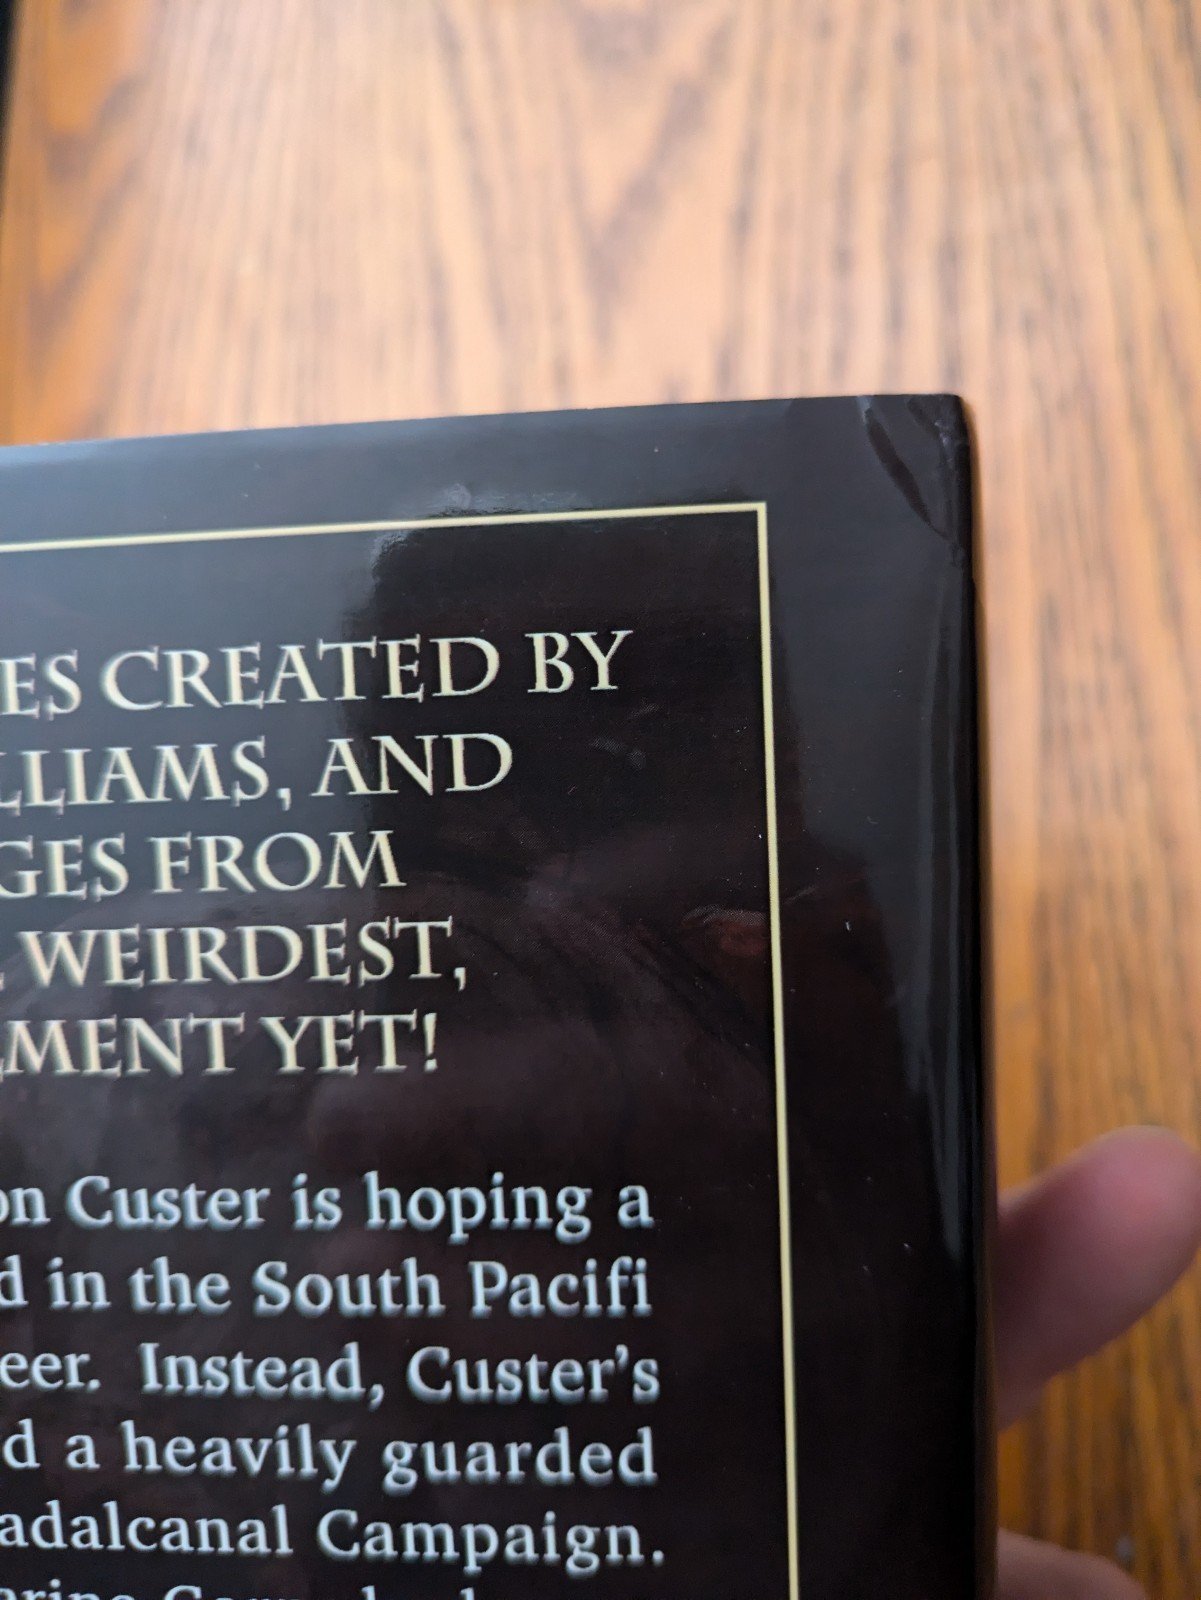 ES CREATED BY
LLIAMS, AND
GES FROM
WEIRDEST,
EMENT YET!
on Custer is hoping a
d in the South Pacifi
eer. Instead, Custer's
d a heavily guarded
adalcanal Campaign.